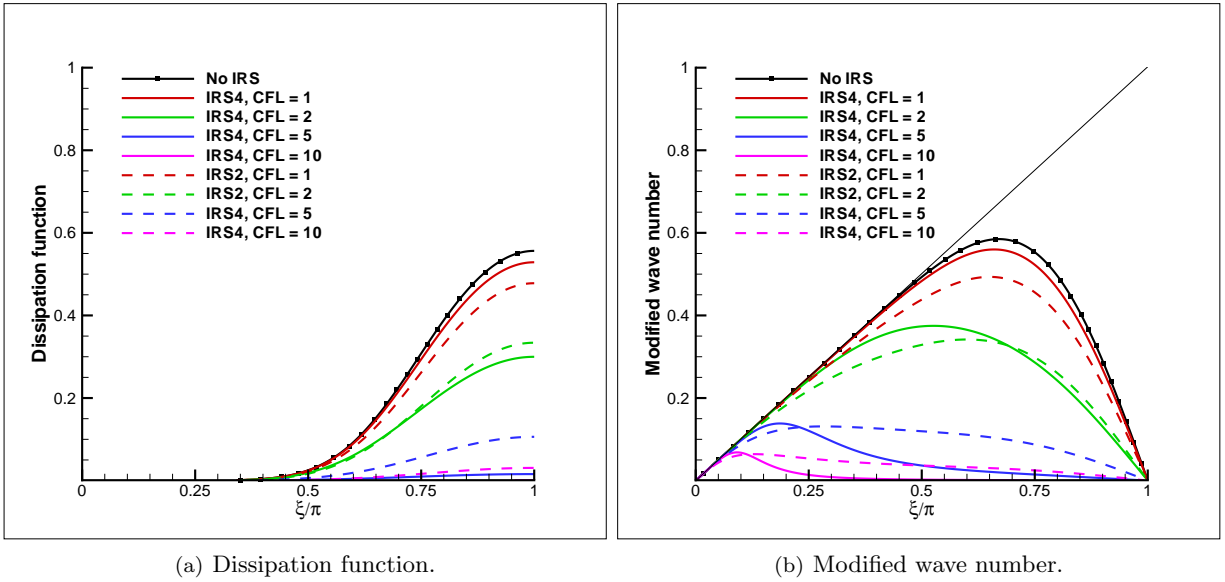 Dissipation function
1
0.8
0.6
0.4
0.2
0
0.25
0.5
0.75
1
ξ/π
No IRS
IRS4, CFL = 1
IRS4, CFL = 2
IRS4, CFL = 5
IRS4, CFL = 10
IRS2, CFL = 1
IRS2, CFL = 2
IRS4, CFL = 5
IRS4, CFL = 10
(a) Dissipation function.
Modified wave number
1
0.8
0.6
0.4
0.2
0
0.25
0.5
0.75
1
ξ/π
No IRS
IRS4, CFL = 1
IRS4, CFL = 2
IRS4, CFL = 5
IRS4, CFL = 10
IRS2, CFL = 1
IRS2, CFL = 2
IRS4, CFL = 5
IRS4, CFL = 10
(b) Modified wave number.